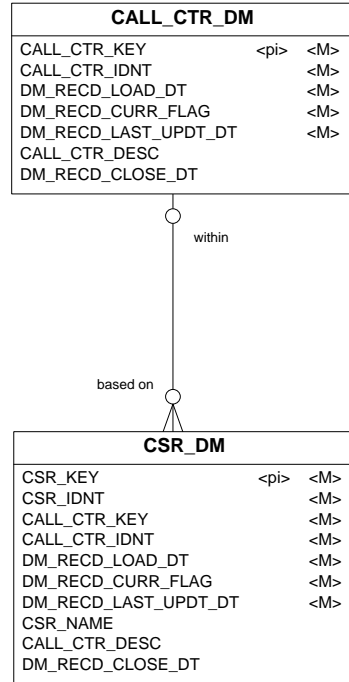 CALL_CTR_DM
CALL_CTR_KEY <pi> <M>
CALL_CTR_IDNT <M>
DM_RECD_LOAD_DT <M>
DM_RECD_CURR_FLAG <M>
DM_RECD_LAST_UPDT_DT <M>
CALL_CTR_DESC
DM_RECD_CLOSE_DT
within
based on
CSR_DM
CSR_KEY <pi> <M>
CSR_IDNT <M>
CALL_CTR_KEY <M>
CALL_CTR_IDNT <M>
DM_RECD_LOAD_DT <M>
DM_RECD_CURR_FLAG <M>
DM_RECD_LAST_UPDT_DT <M>
CSR_NAME
CALL_CTR_DESC
DM_RECD_CLOSE_DT